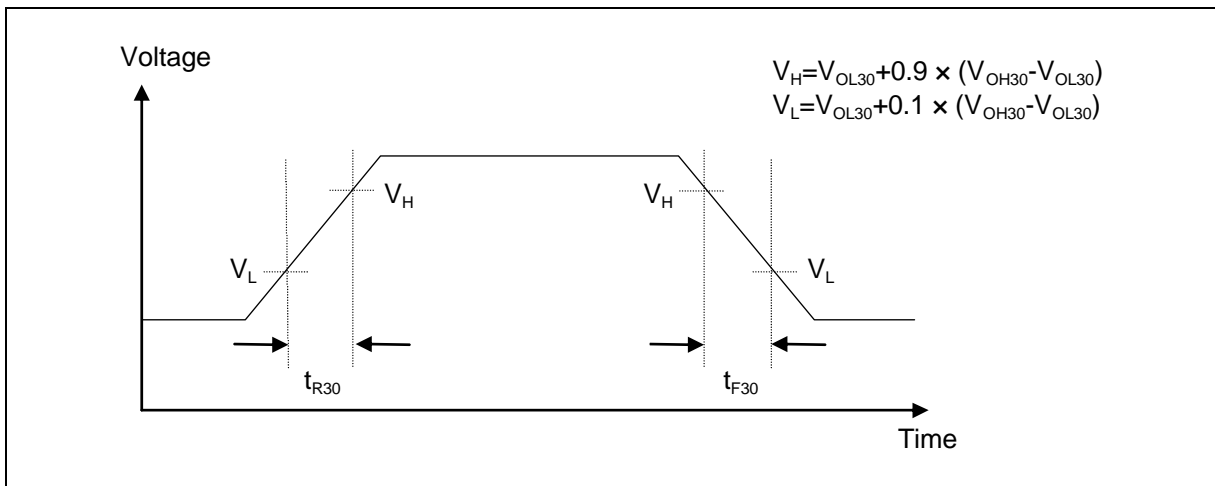 Voltage
V_H=V_OL30+0.9 × (V_OH30-V_OL30)
V_L=V_OL30+0.1 × (V_OH30-V_OL30)
V_H
V_H
V_L
V_L
t_R30
t_F30
Time